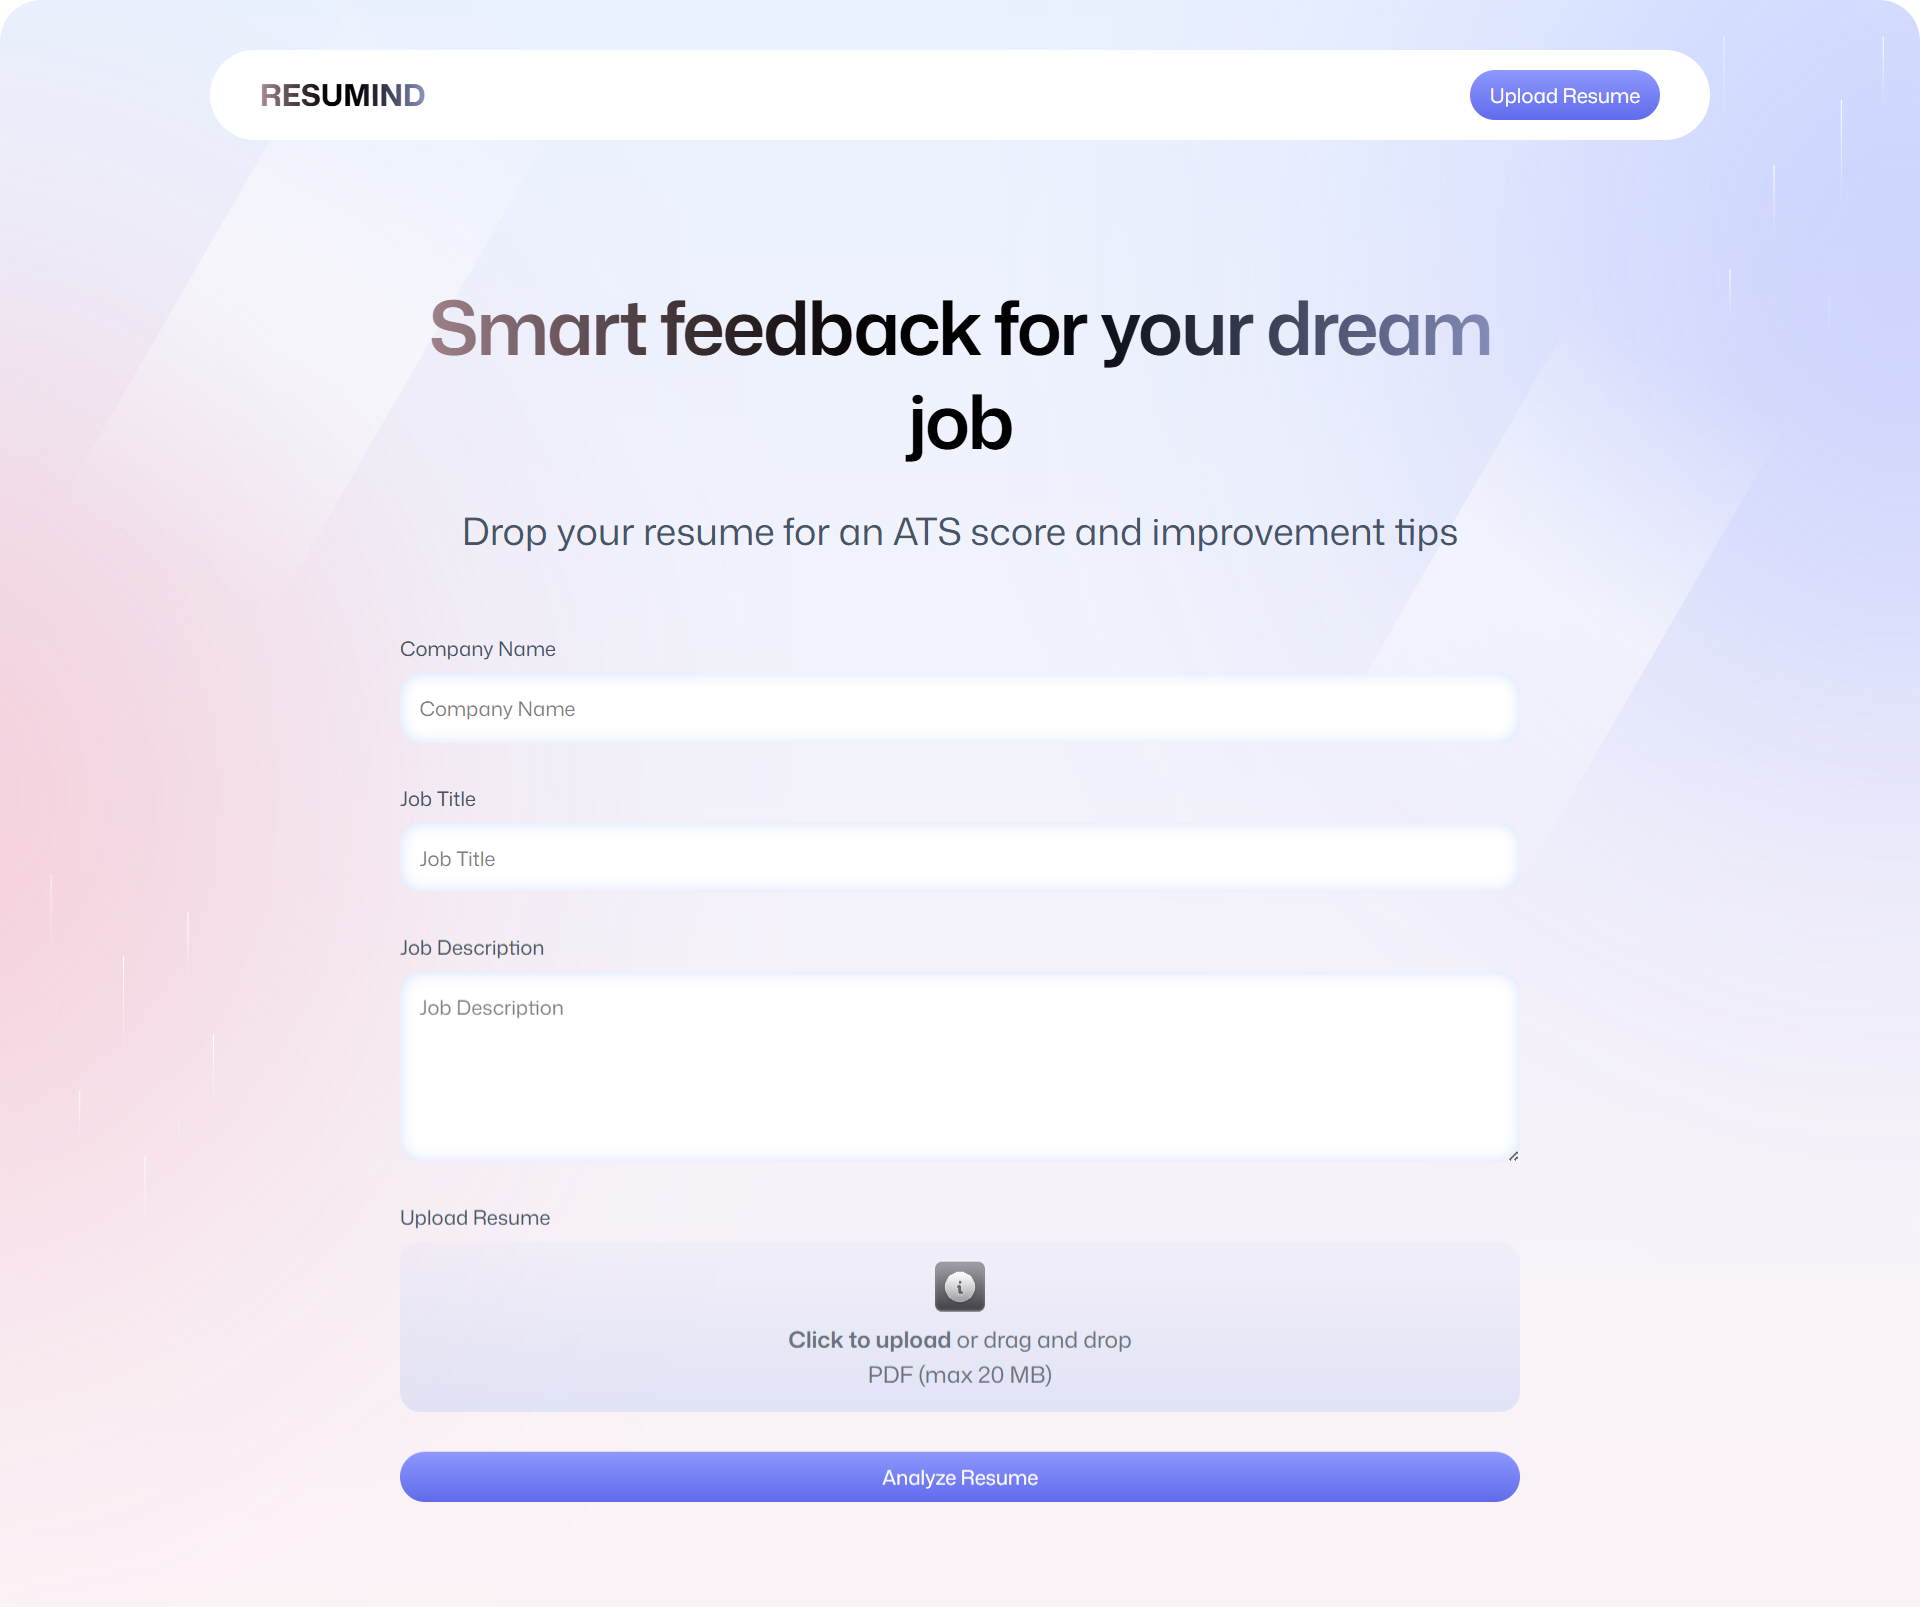 RESUMIND
Upload Resume
Smart feedback for your dream
job
Drop your resume for an ATS score and improvement tips
Company Name
Company Name
Job Title
Job Title
Job Description
Job Description
Upload Resume
i
Click to upload or drag and drop
PDF (max 20 MB)
Analyze Resume